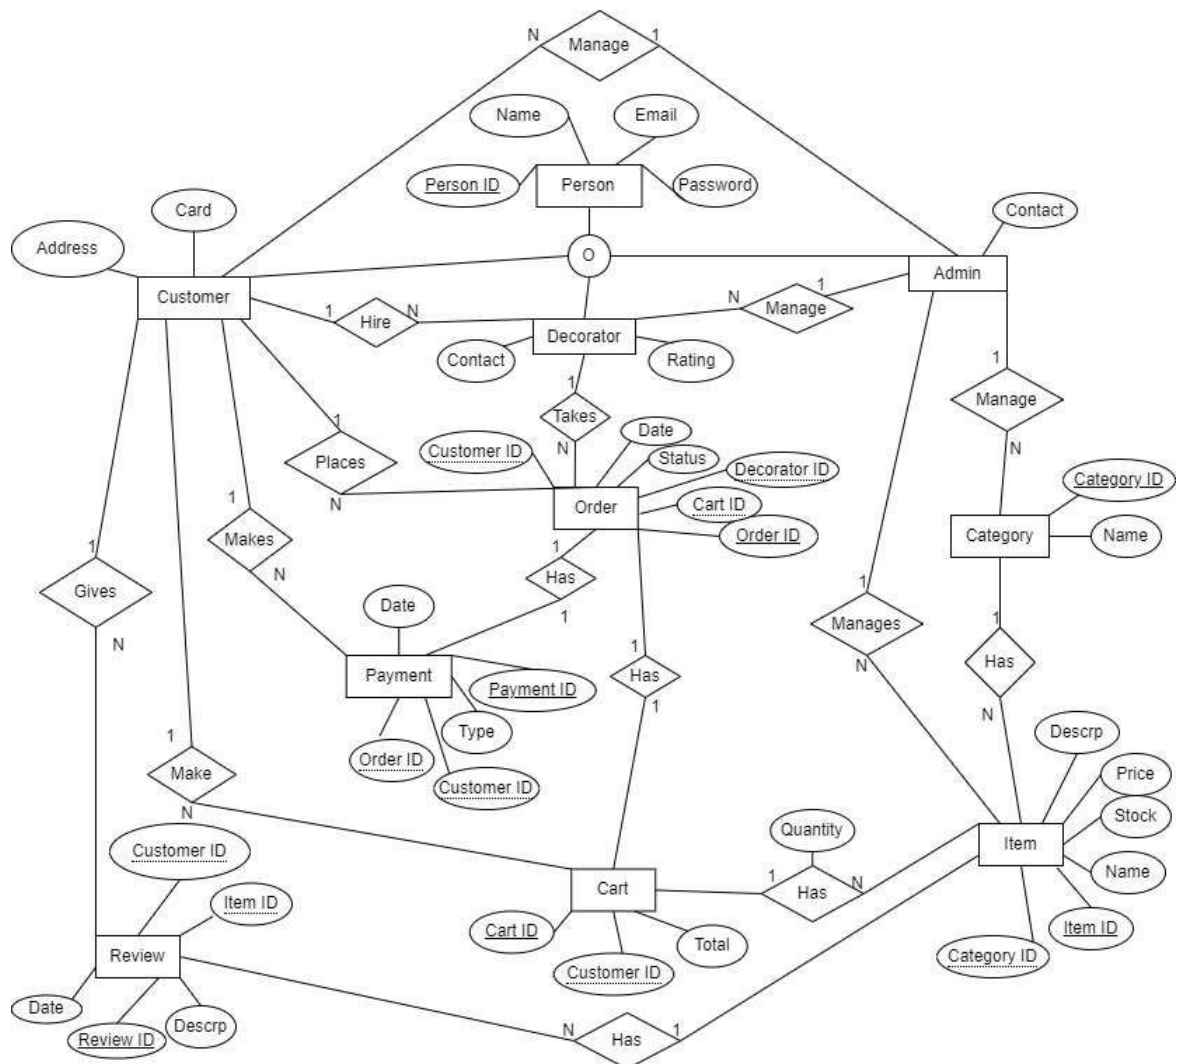 N
Manage
1
Name
Email
Person ID
Person
Password
Card
Contact
Address
O
Admin
Customer
1
Hire
N
N
Manage
1
Decorator
Contact
Rating
1
1
Manage
N
1
Takes
N
Date
Customer ID
Status
Places
Decorator ID
Category ID
N
Order
Cart ID
Order ID
1
Makes
N
Category
Name
1
Has
1
1
Gives
N
Date
1
Manages
N
1
Has
N
1
Has
1
Payment
Payment ID
Type
Order ID
Customer ID
Descrp
Price
Stock
1
Make
N
Customer ID
Quantity
Item
Name
Item ID
Cart
1
Has
N
Item ID
Cart ID
Total
Customer ID
Category ID
Review
Date
Review ID
Descrp
N
Has
1